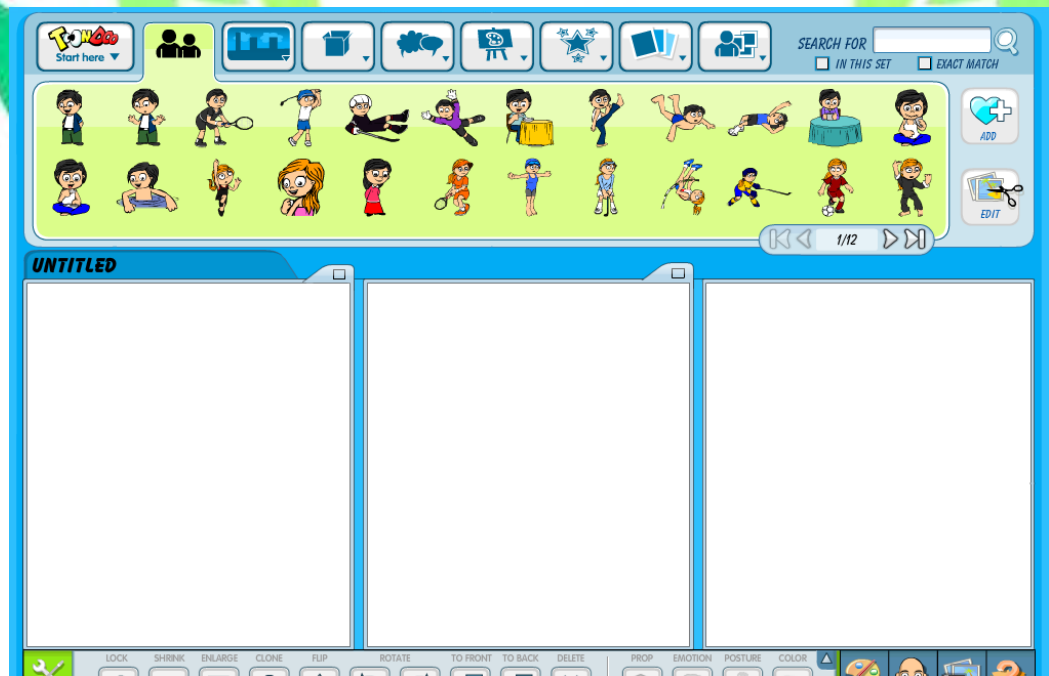 TOONDOO
Start here
SEARCH FOR
IN THIS SET
EXACT MATCH
ADD
EDIT
1/12
UNTITLED
LOCK SHRINK ENLARGE CLONE FLIP ROTATE TO FRONT TO BACK DELETE PROP EMOTION POSTURE COLOR